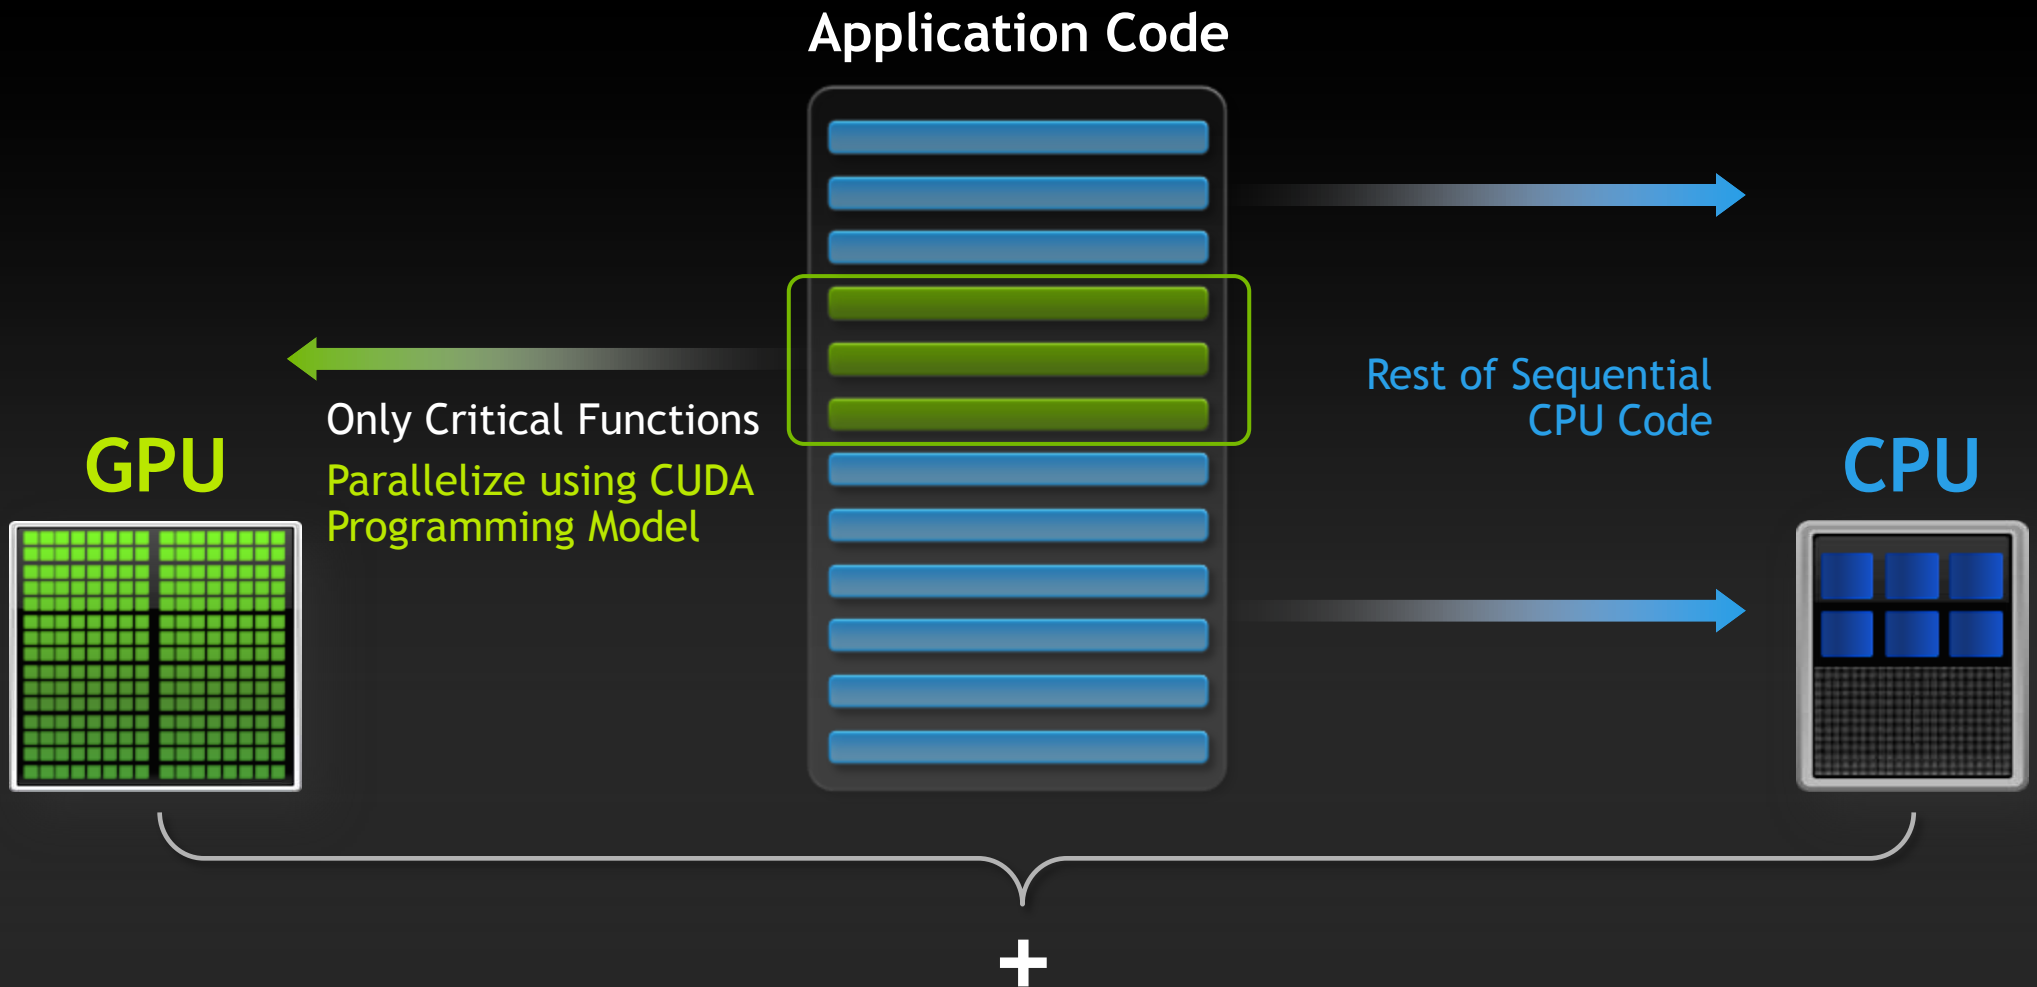 Application Code
Only Critical Functions
Parallelize using CUDA
Programming Model
GPU
Rest of Sequential
CPU Code
CPU
+